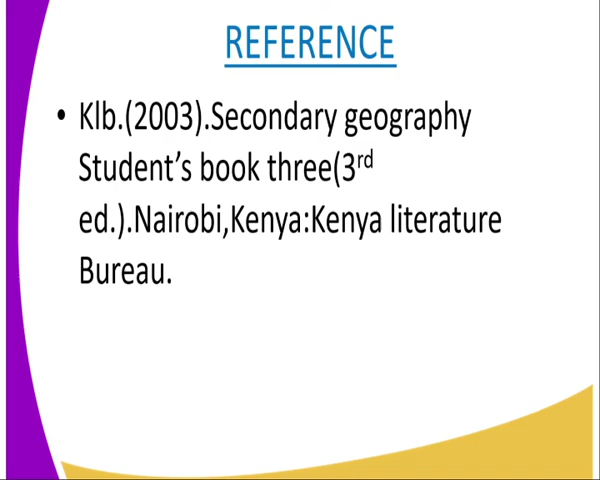 REFERENCE
• Klb.(2003).Secondary geography
Student’s book three(3rd
ed.).Nairobi,Kenya:Kenya literature
Bureau.